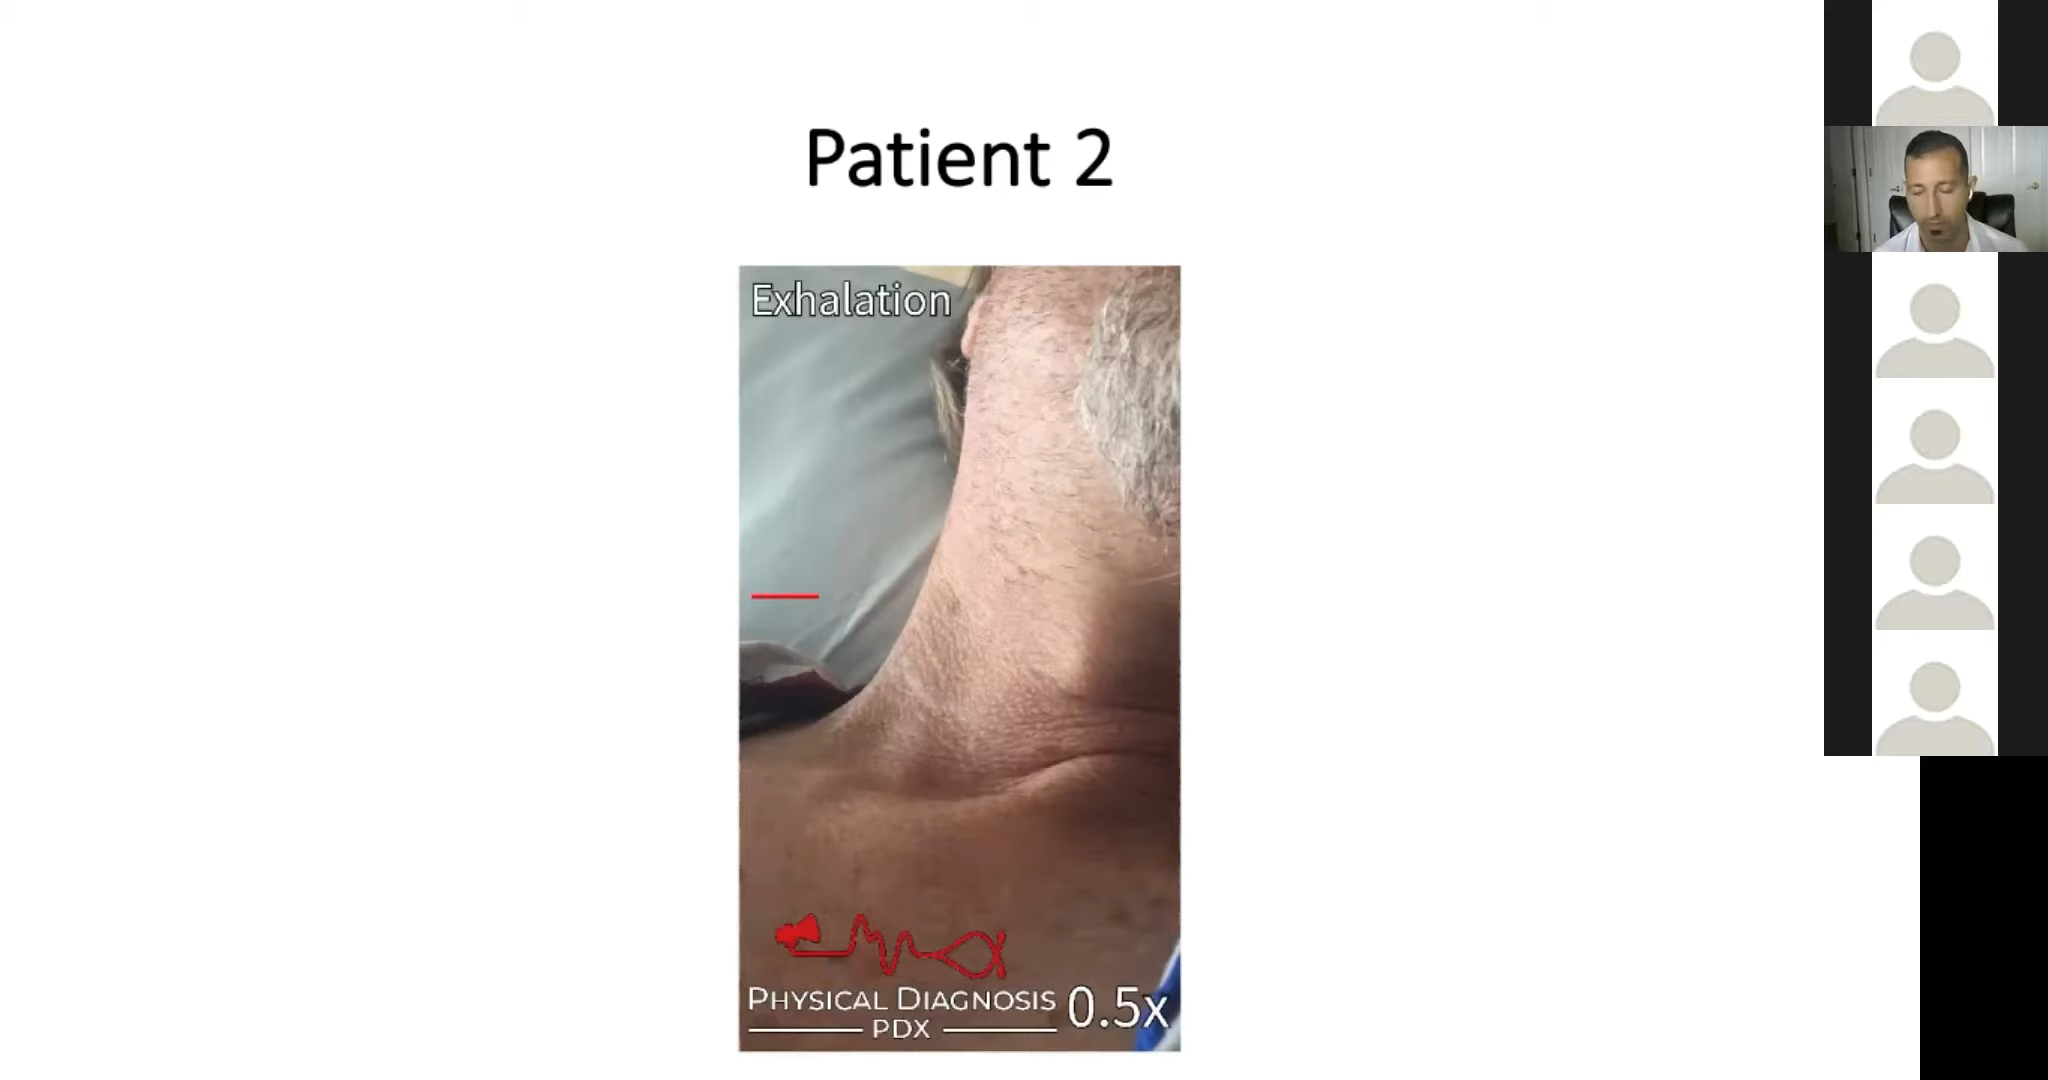 Patient 2
Exhalation
PHYSICAL DIAGNOSIS
PDX
0.5x